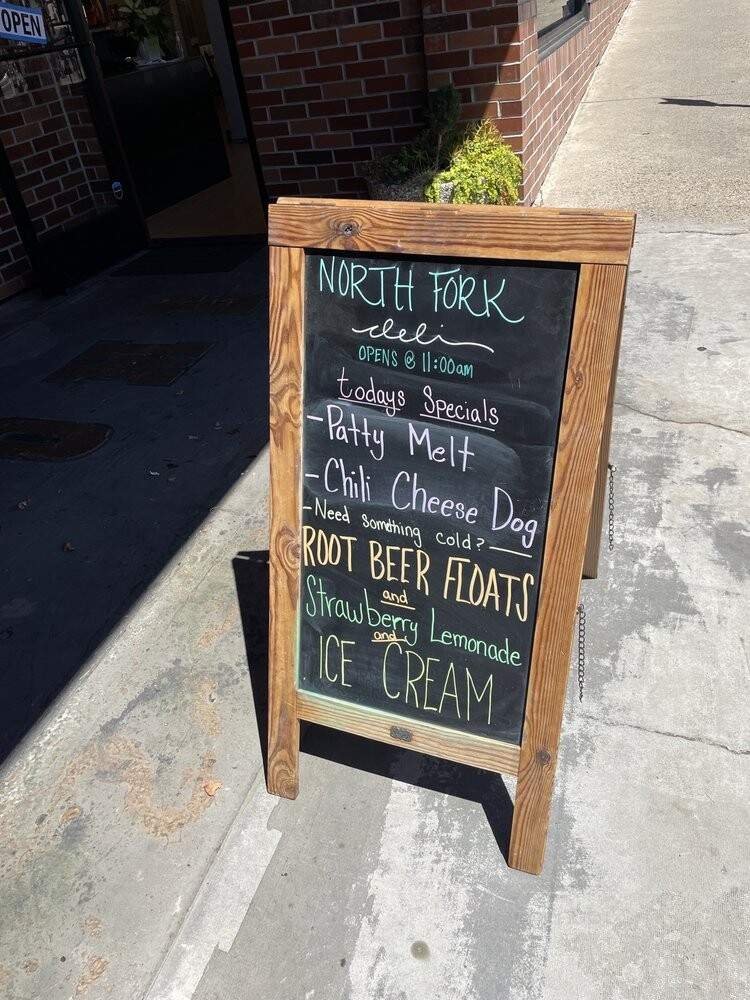 OPEN
NORTH FORK
deli
OPENS @ 11:00am
todays Specials
-Patty Melt
-Chili Cheese Dog
-Need Something cold?-
ROOT BEER FLOATS
and
Strawberry Lemonade
and
ICE CREAM